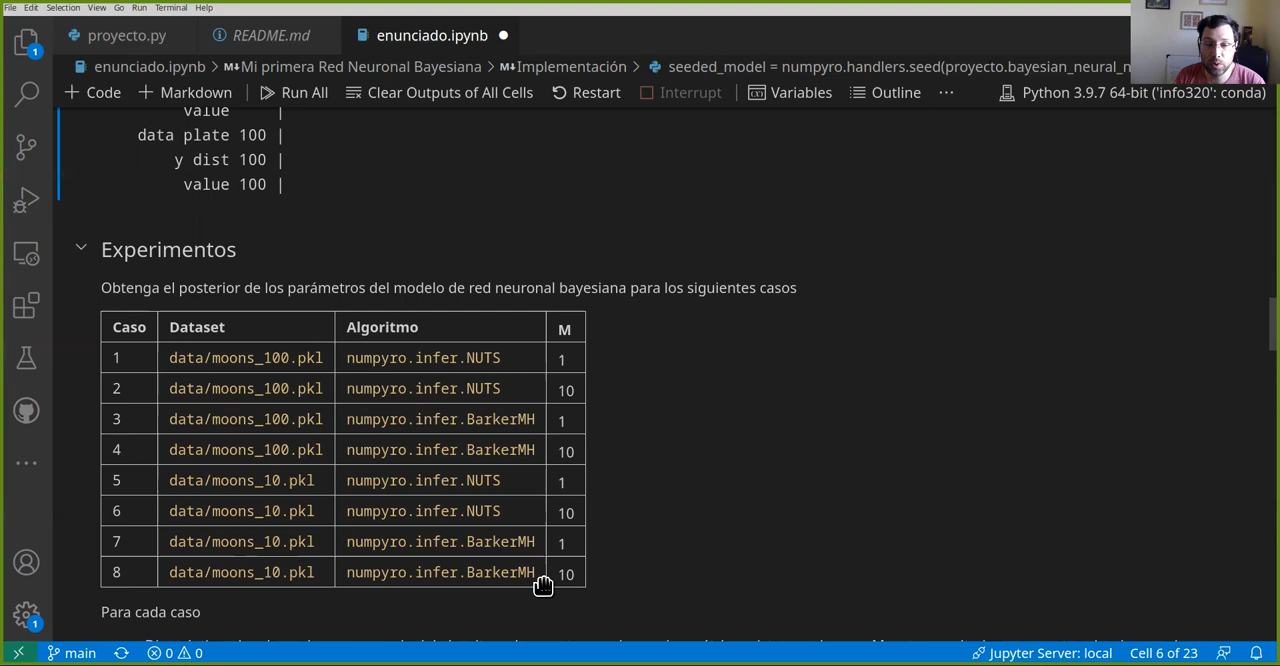 File Edit Selection View Go Run Terminal Help
proyecto.py README.md enunciado.ipynb
enunciado.ipynb > M↓Mi primera Red Neuronal Bayesiana > M↓Implementación > seeded_model = numpyro.handlers.seed(proyecto.bayesian_neural_n
+ Code + Markdown Run All Clear Outputs of All Cells Restart Interrupt Variables Outline ... Python 3.9.7 64-bit ('info320': conda)
value |
data plate 100 |
y dist 100 |
value 100 |
Experimentos
Obtenga el posterior de los parámetros del modelo de red neuronal bayesiana para los siguientes casos
Caso Dataset Algoritmo M
1 data/moons_100.pkl numpyro.infer.NUTS 1
2 data/moons_100.pkl numpyro.infer.NUTS 10
3 data/moons_100.pkl numpyro.infer.BarkerMH 1
4 data/moons_100.pkl numpyro.infer.BarkerMH 10
5 data/moons_10.pkl numpyro.infer.NUTS 1
6 data/moons_10.pkl numpyro.infer.NUTS 10
7 data/moons_10.pkl numpyro.infer.BarkerMH 1
8 data/moons_10.pkl numpyro.infer.BarkerMH 10
Para cada caso
1
1
main 0 0 Jupyter Server: local Cell 6 of 23